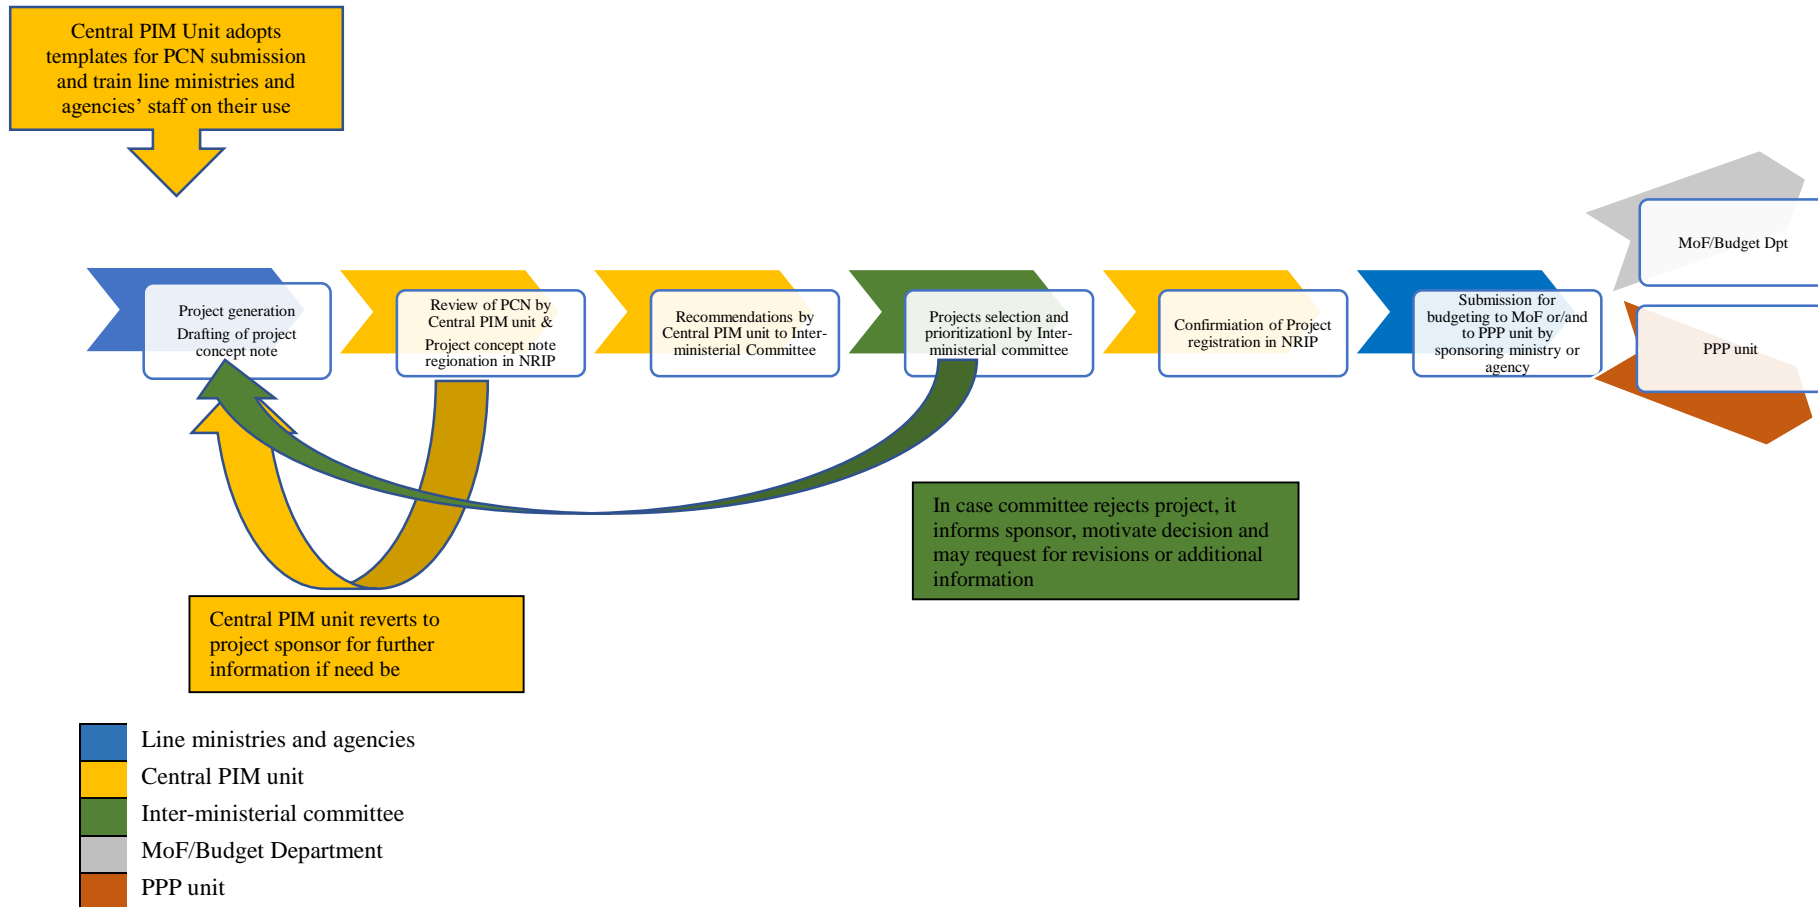 Central PIM Unit adopts
templates for PCN submission
and train line ministries and
agencies’ staff on their use
Project generation
Drafting of project
concept note
Review of PCN by
Central PIM unit &
Project concept note
regionation in NRIP
Recommendations by
Central PIM unit to Inter-
ministerial Committee
Projects selection and
prioritizationl by Inter-
ministerial committee
Confirmiation of Project
registration in NRIP
Submission for
budgeting to MoF or/and
to PPP unit by
sponsoring ministry or
agency
MoF/Budget Dpt
PPP unit
In case committee rejects project, it
informs sponsor, motivate decision and
may request for revisions or additional
information
Central PIM unit reverts to
project sponsor for further
information if need be
Line ministries and agencies
Central PIM unit
Inter-ministerial committee
MoF/Budget Department
PPP unit